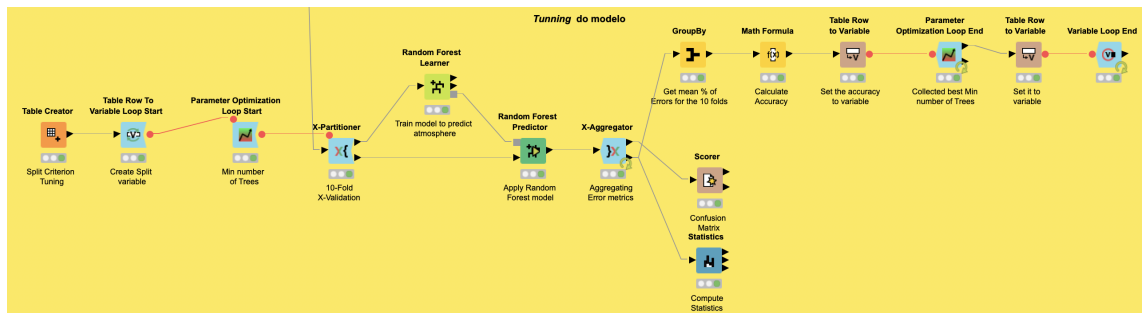 Tunning do modelo
GroupBy
Get mean % of
Errors for the 10 folds
Math Formula
Calculate
Accuracy
Table Row
to Variable
Set the accuracy
to variable
Parameter
Optimization Loop End
Collected best Min
number of Trees
Table Row
to Variable
Set it to
variable
Variable Loop End
Random Forest
Learner
Train model to predict
atmosphere
Table Creator
Split Criterion
Tuning
Table Row To
Variable Loop Start
Create Split
variable
Parameter Optimization
Loop Start
Min number
of Trees
X-Partitioner
10-Fold
X-Validation
Random Forest
Predictor
Apply Random
Forest model
X-Aggregator
Aggregating
Error metrics
Scorer
Confusion
Matrix
Statistics
Compute
Statistics